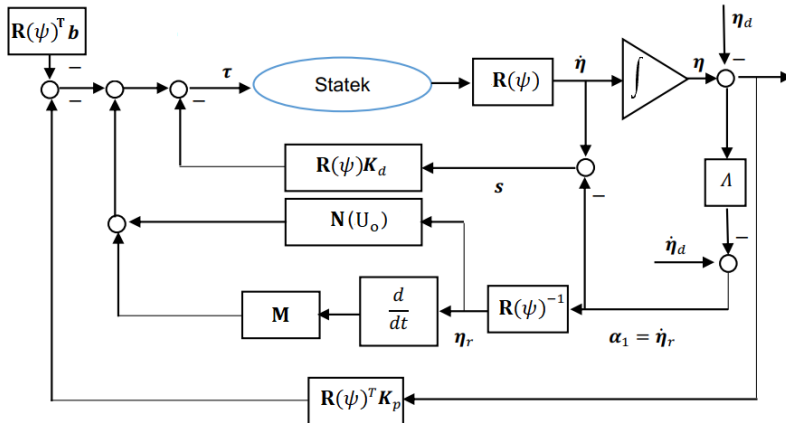 R(ψ)ᵀb
η_d
−
−
−
−
τ
Statek
R(ψ)
η̇
∫
η
−
R(ψ)K_d
s
−
Λ
N(U_o)
−
η̇_d
M
d/dt
η_r
R(ψ)⁻¹
α₁ = η̇_r
R(ψ)ᵀK_p